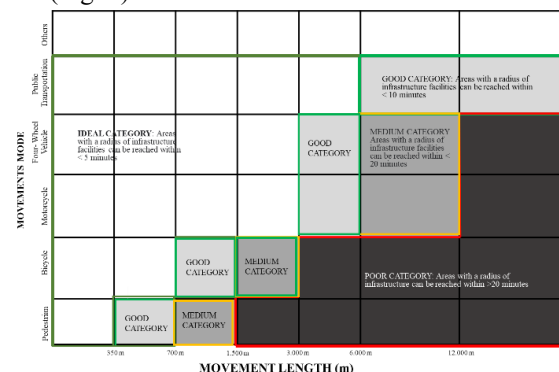 Others
Public
Transportation
GOOD CATEGORY: Areas with a radius of
infrastructure facilities can be reached within
< 10 minutes
MOVEMENTS MODE
Four-Wheel
Vehicle
IDEAL CATEGORY: Areas
with a radius of infrastructure
facilities can be reached within
< 5 minutes
GOOD
CATEGORY
MEDIUM CATEGORY
Areas with a radius of
infrastructure facilities
can be reached within <
20 minutes
Motorcycle
Bicycle
GOOD
CATEGORY
MEDIUM
CATEGORY
POOR CATEGORY: Areas with a radius of
infrastructure can be reached within >20 minutes
Pedestrian
GOOD
CATEGORY
MEDIUM
CATEGORY
350 m
700 m
1.500 m
3.000 m
6.000 m
12.000 m
MOVEMENT LENGTH (m)